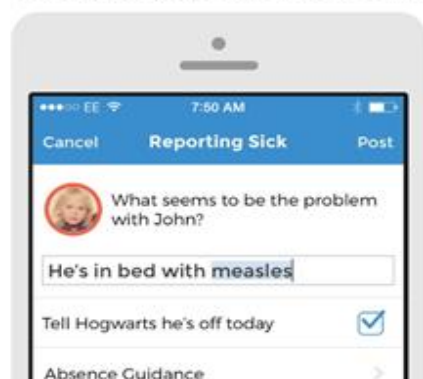 EE 7:50 AM
Cancel Reporting Sick Post
What seems to be the problem
with John?
He's in bed with measles
Tell Hogwarts he's off today
Absence Guidance